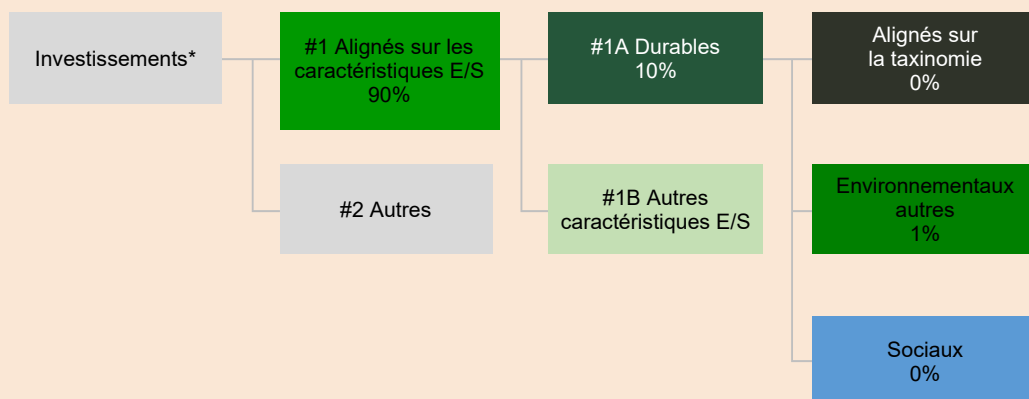 Investissements*
#1 Alignés sur les
caractéristiques E/S
90%
#1A Durables
10%
Alignés sur
la taxinomie
0%
#2 Autres
#1B Autres
caractéristiques E/S
Environnementaux
autres
1%
Sociaux
0%